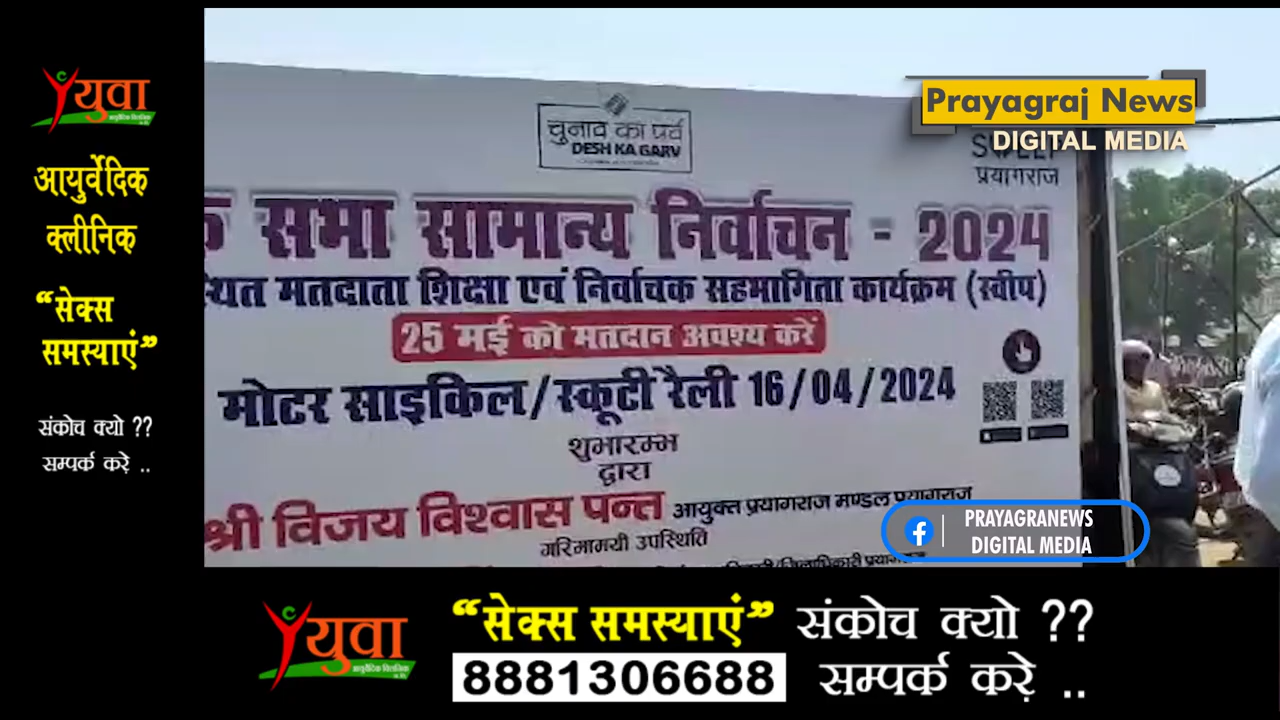 युवा
आयुर्वेदिक
क्लीनिक
“सेक्स
समस्याएं”
संकोच क्यो ??
सम्पर्क करे ..
Prayagraj News
DIGITAL MEDIA
चुनाव का पर्व
DESH KA GARV
प्रयागराज
सभा सामान्य निर्वाचन - 2024
मतदाता शिक्षा एवं निर्वाचक सहभागिता कार्यक्रम (स्वीप)
25 मई को मतदान अवश्य करें
मोटर साइकिल/स्कूटी रैली 16/04/2024
शुभारम्भ
द्वारा
श्री विजय विश्वास पन्त आयुक्त प्रयागराज मण्डल प्रयागराज
गरिमामयी उपस्थिति
PRAYAGRANEWS
DIGITAL MEDIA
युवा
आयुर्वेदिक क्लिनिक
“सेक्स समस्याएं” संकोच क्यो ??
8881306688 सम्पर्क करे ..